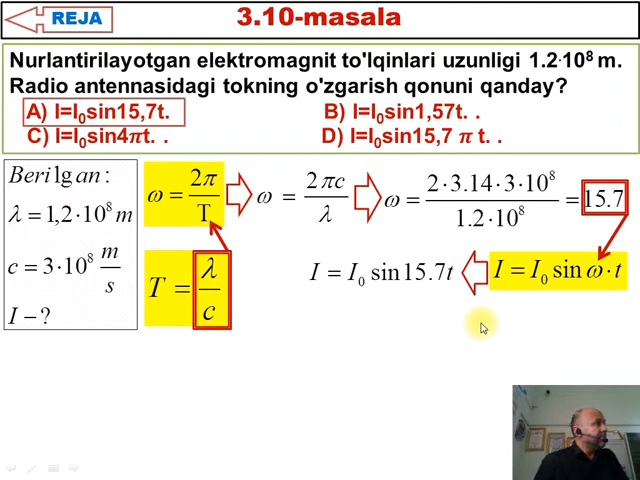 REJA
3.10-masala
Nurlantirilayotgan elektromagnit to'lqinlari uzunligi 1.2·10⁸ m.
Radio antennasidagi tokning o'zgarish qonuni qanday?
A) I=I₀sin15,7t. B) I=I₀sin1,57t. .
C) I=I₀sin4πt. . D) I=I₀sin15,7 π t. .
Berilgan:
λ = 1,2·10⁸ m
c = 3·10⁸ m/s
I – ?
ω = 2π/T
T = λ/c
ω = 2πc/λ
ω = 2·3.14·3·10⁸ / 1.2·10⁸ = 15.7
I = I₀ sin ω·t
I = I₀ sin15.7t